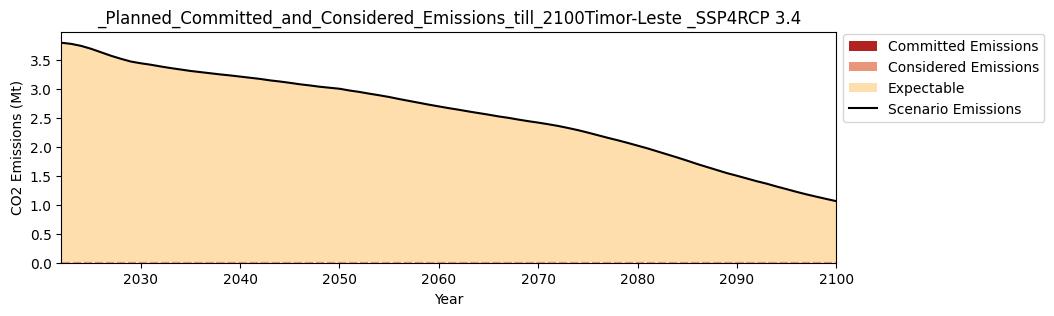 _Planned_Committed_and_Considered_Emissions_till_2100Timor-Leste _SSP4RCP 3.4
Committed Emissions
Considered Emissions
Expectable
Scenario Emissions
CO2 Emissions (Mt)
3.5
3.0
2.5
2.0
1.5
1.0
0.5
0.0
2030 2040 2050 2060 2070 2080 2090 2100
Year